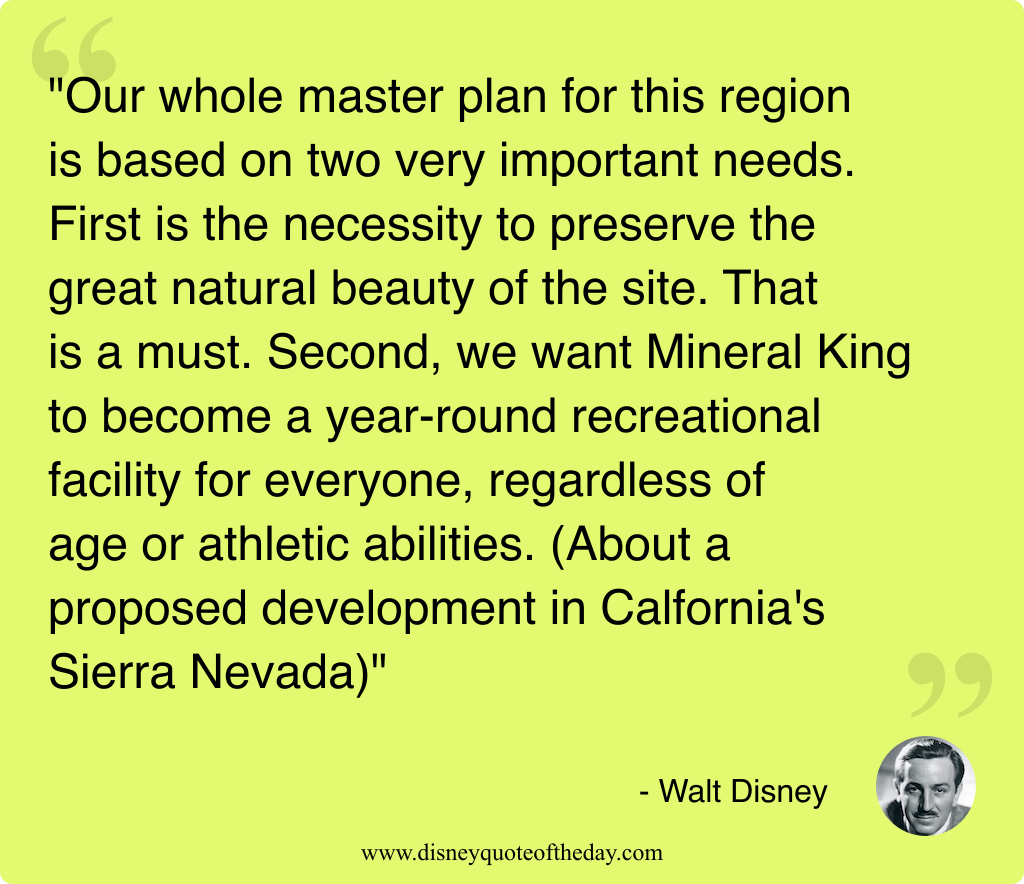 "Our whole master plan for this region
is based on two very important needs.
First is the necessity to preserve the
great natural beauty of the site. That
is a must. Second, we want Mineral King
to become a year-round recreational
facility for everyone, regardless of
age or athletic abilities. (About a
proposed development in Calfornia's
Sierra Nevada)"
- Walt Disney
www.disneyquoteoftheday.com